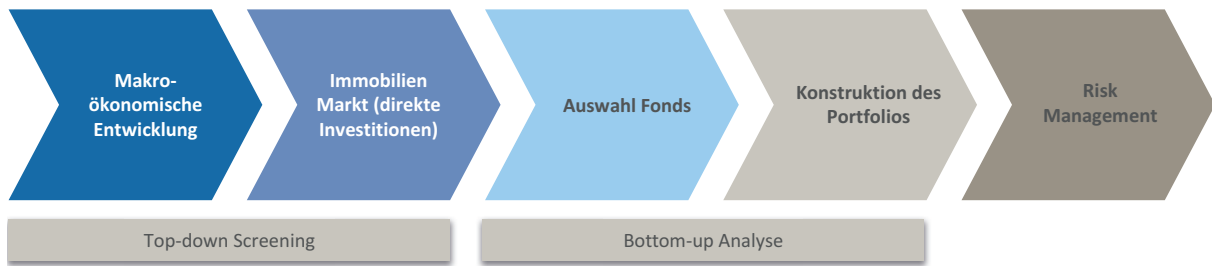 Makro-
ökonomische
Entwicklung
Immobilien
Markt (direkte
Investitionen)
Auswahl Fonds
Konstruktion des
Portfolios
Risk
Management
Top-down Screening
Bottom-up Analyse